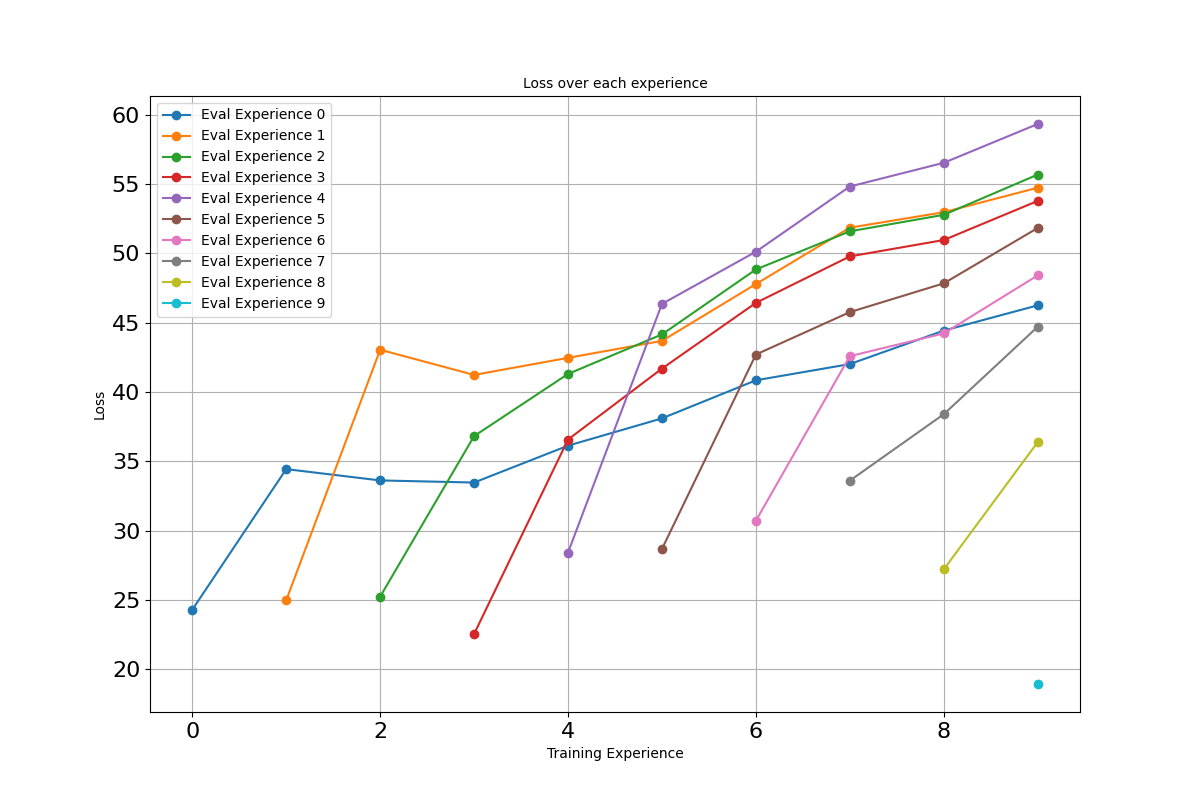 Loss over each experience
60
55
50
45
40
35
30
25
20
Loss
Eval Experience 0
Eval Experience 1
Eval Experience 2
Eval Experience 3
Eval Experience 4
Eval Experience 5
Eval Experience 6
Eval Experience 7
Eval Experience 8
Eval Experience 9
0 2 4 6 8
Training Experience